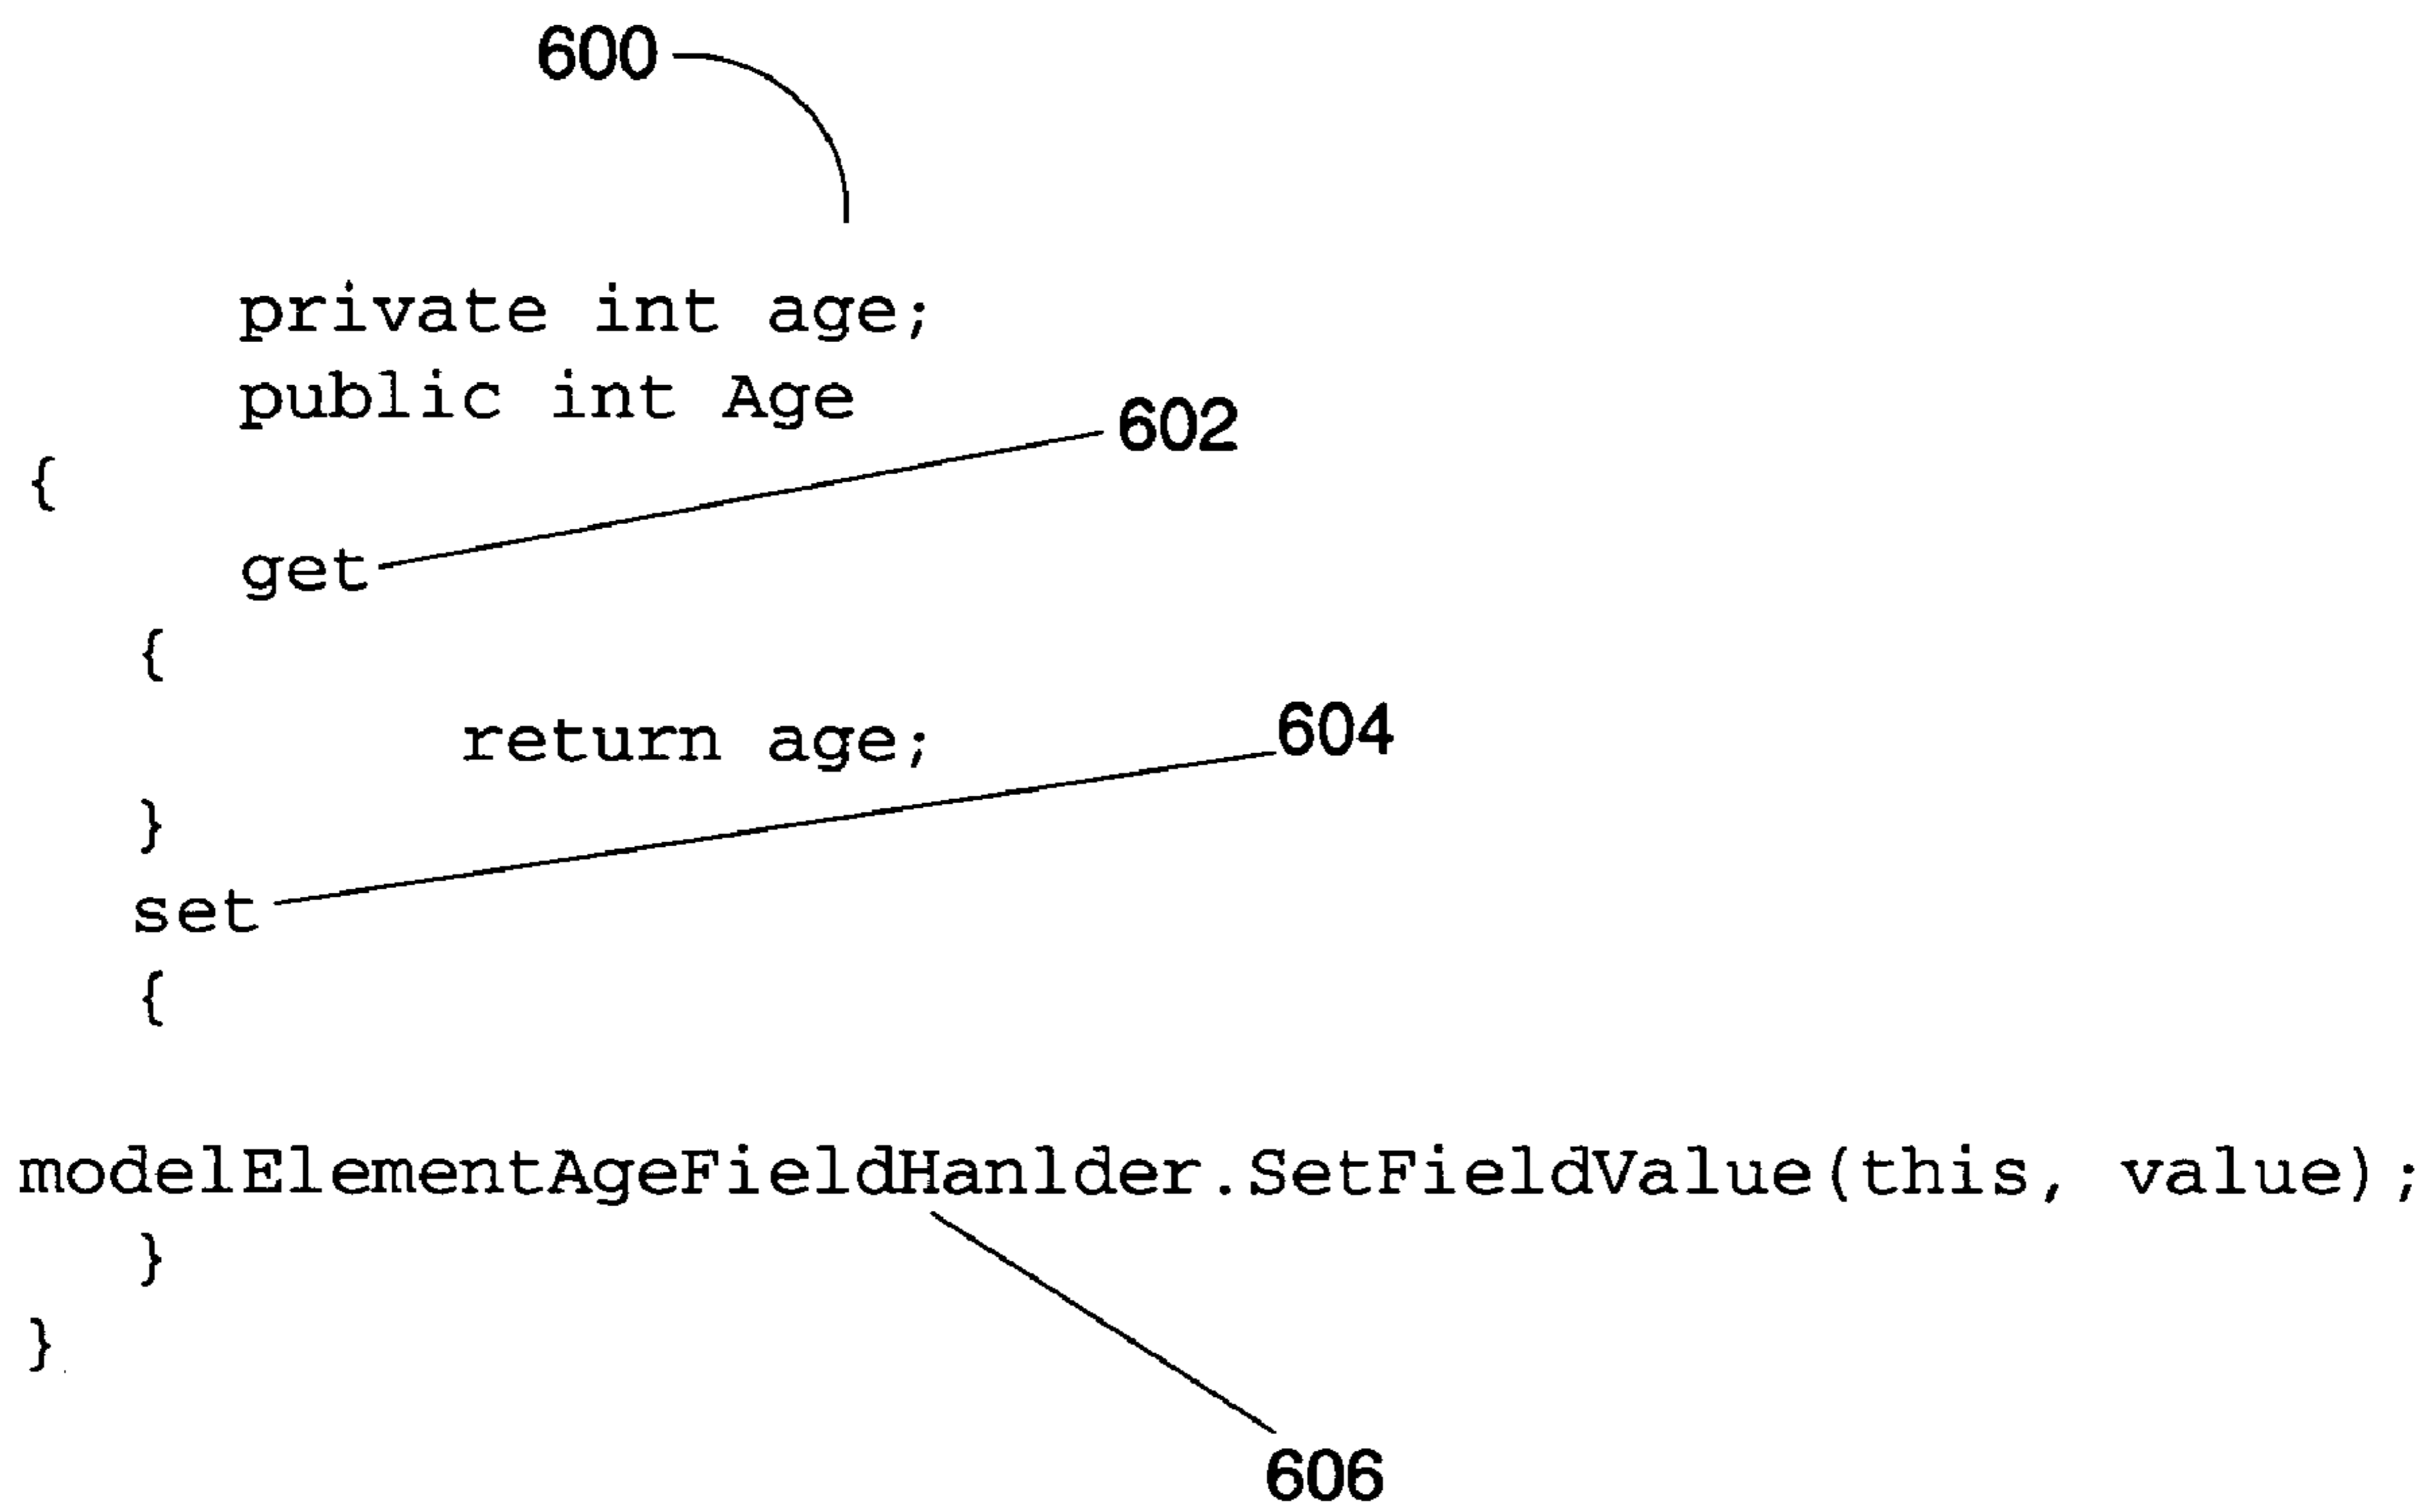 600
private int age;
public int Age
602
{
get
{
return age;
604
}
set
{
modelElementAgeFieldHanlder.SetFieldValue(this, value);
}
}
606